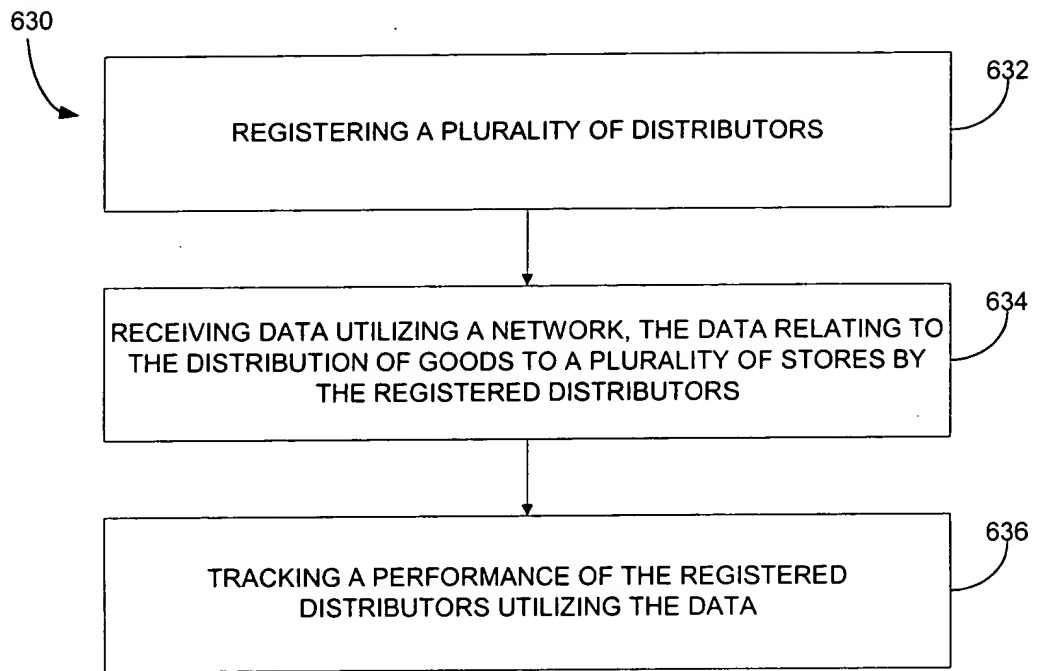 630
632
REGISTERING A PLURALITY OF DISTRIBUTORS
634
RECEIVING DATA UTILIZING A NETWORK, THE DATA RELATING TO
THE DISTRIBUTION OF GOODS TO A PLURALITY OF STORES BY
THE REGISTERED DISTRIBUTORS
636
TRACKING A PERFORMANCE OF THE REGISTERED
DISTRIBUTORS UTILIZING THE DATA